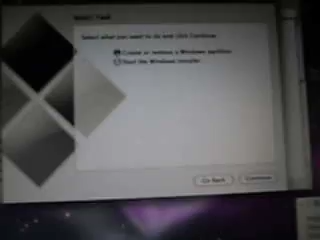 Select Task
Select what you want to do and click Continue
Create or remove a Windows partition
Start the Windows installer
Go Back
Continue